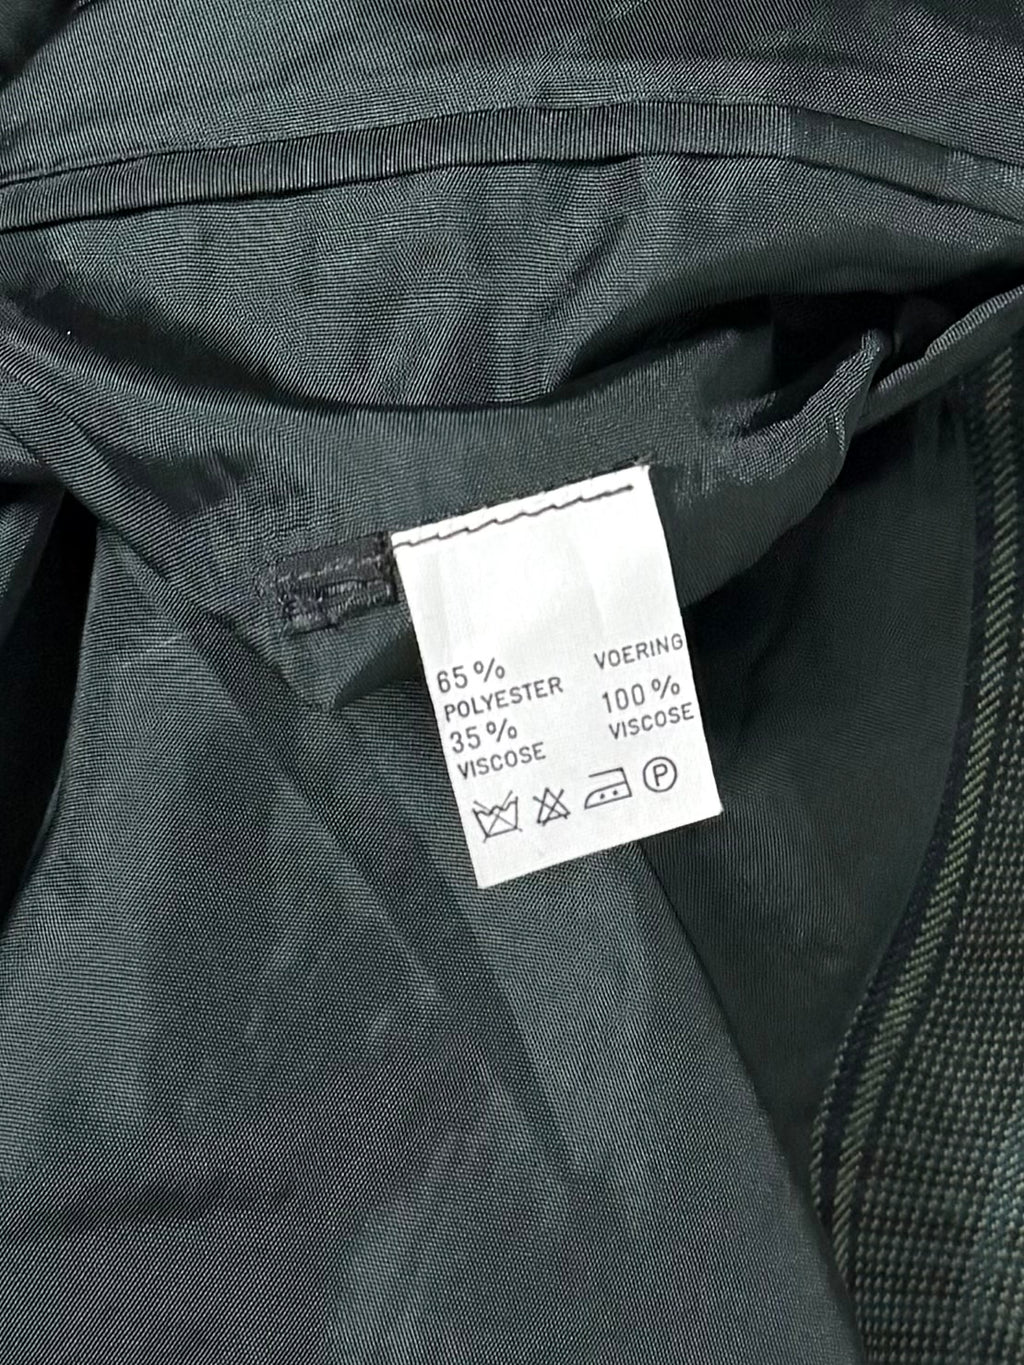 65 %
POLYESTER
35 %
VISCOSE
VOERING
100 %
VISCOSE
P